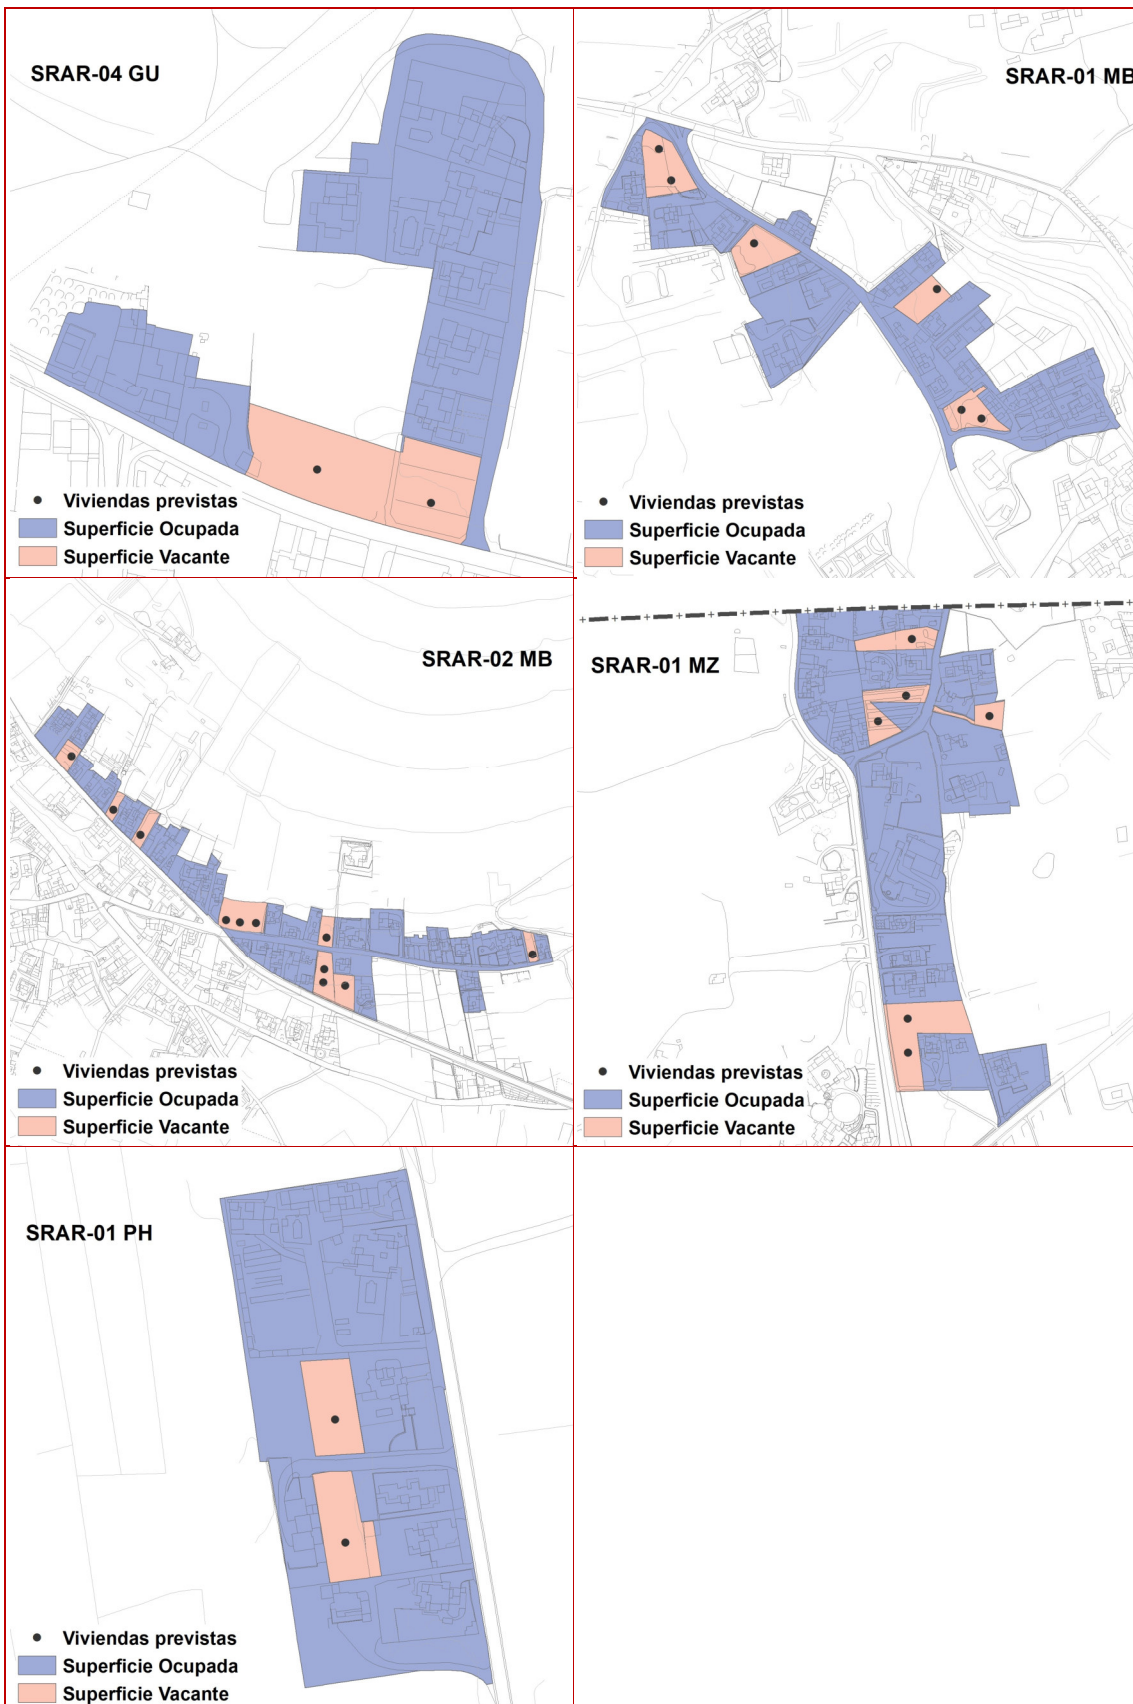 SRAR-04 GU
Viviendas previstas
Superficie Ocupada
Superficie Vacante
SRAR-01 MB
Viviendas previstas
Superficie Ocupada
Superficie Vacante
SRAR-02 MB
Viviendas previstas
Superficie Ocupada
Superficie Vacante
SRAR-01 MZ
Viviendas previstas
Superficie Ocupada
Superficie Vacante
SRAR-01 PH
Viviendas previstas
Superficie Ocupada
Superficie Vacante